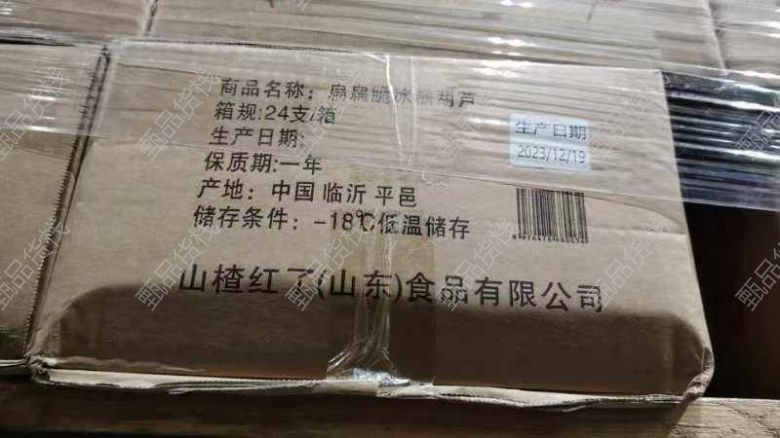 商品名称：扁扁脆冰糖葫芦
箱规:24支/箱
生产日期:
生产日期
2023/12/19
保质期:一年
产地：中国 临沂 平邑
储存条件：-18℃低温储存
山楂红了(山东)食品有限公司
甄品货栈